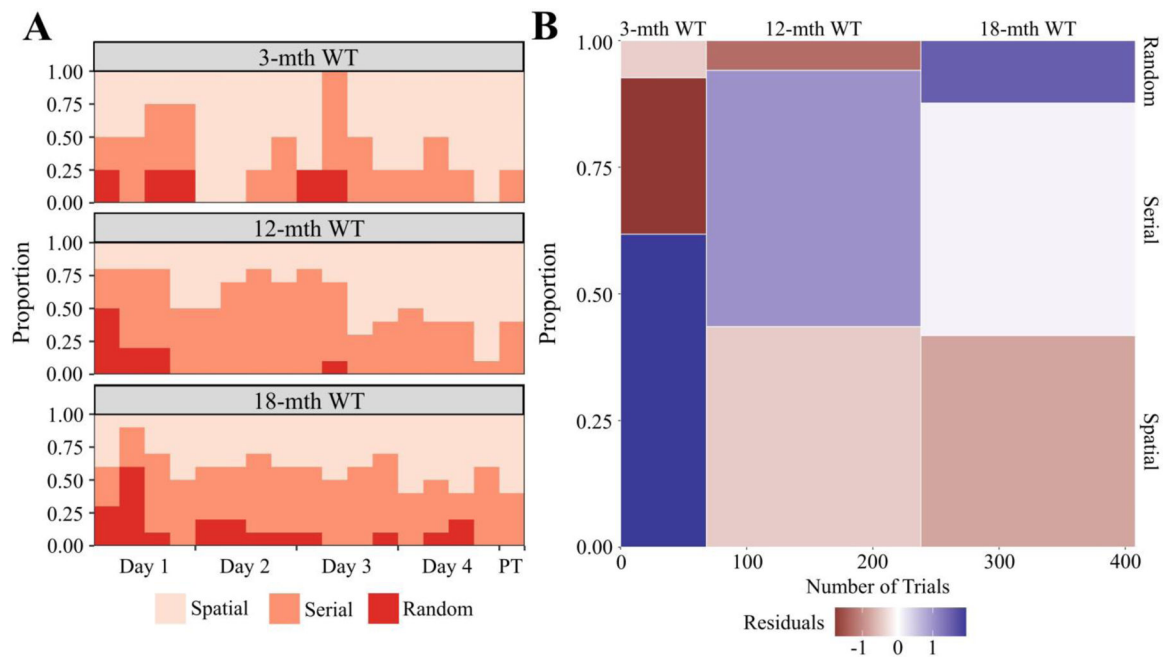 A
3-mth WT
1.00
0.75
0.50
0.25
0.00
12-mth WT
1.00
0.75
0.50
0.25
0.00
18-mth WT
1.00
0.75
0.50
0.25
0.00
Proportion
Day 1 Day 2 Day 3 Day 4 PT
Spatial Serial Random
B
3-mth WT 12-mth WT 18-mth WT
1.00
0.75
0.50
0.25
0.00
Proportion
Random
Serial
Spatial
0 100 200 300 400
Number of Trials
Residuals
-1 0 1